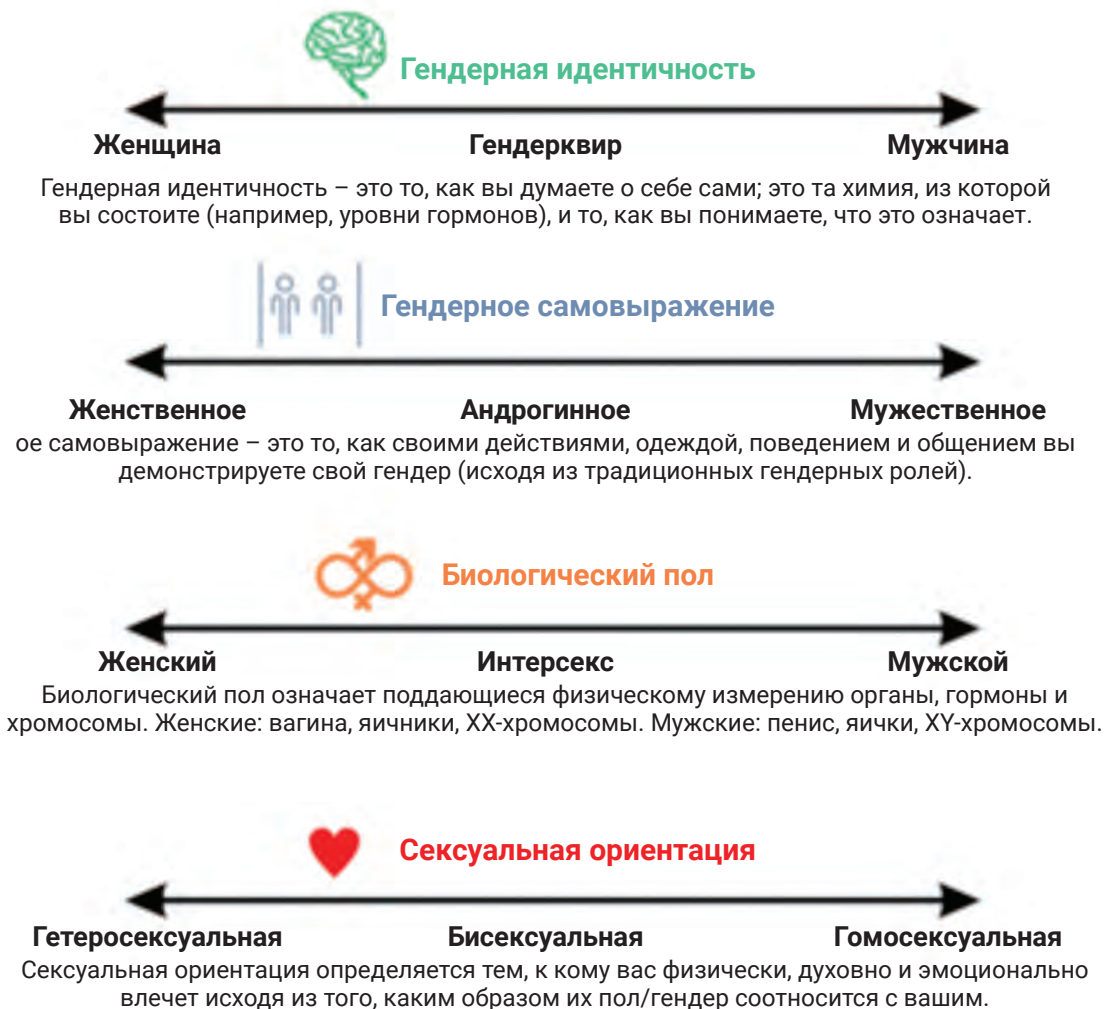 Гендерная идентичность
Женщина Гендерквир Мужчина
Гендерная идентичность – это то, как вы думаете о себе сами; это та химия, из которой
вы состоите (например, уровни гормонов), и то, как вы понимаете, что это означает.
Гендерное самовыражение
Женственное Андрогинное Мужественное
ое самовыражение – это то, как своими действиями, одеждой, поведением и общением вы
демонстрируете свой гендер (исходя из традиционных гендерных ролей).
Биологический пол
Женский Интерсекс Мужской
Биологический пол означает поддающиеся физическому измерению органы, гормоны и
хромосомы. Женские: вагина, яичники, XX-хромосомы. Мужские: пенис, яички, XY-хромосомы.
Сексуальная ориентация
Гетеросексуальная Бисексуальная Гомосексуальная
Сексуальная ориентация определяется тем, к кому вас физически, духовно и эмоционально
влечет исходя из того, каким образом их пол/гендер соотносится с вашим.